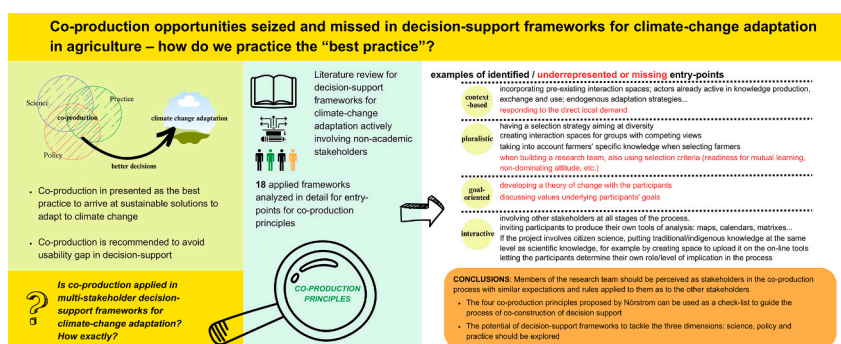 Co-production opportunities seized and missed in decision-support frameworks for climate-change adaptation
in agriculture – how do we practice the “best practice”?
Science
Practice
co-production
Policy
climate change adaptation
better decisions
• Co-production in presented as the best
practice to arrive at sustainable solutions to
adapt to climate change
• Co-production is recommended to avoid
usability gap in decision-support
?
Is co-production applied in
multi-stakeholder decision-
support frameworks for
climate-change adaptation?
How exactly?
Literature review for
decision-support
frameworks for
climate-change
adaptation actively
involving non-academic
stakeholders
18 applied frameworks
analyzed in detail for entry-
points for co-production
principles
CO-PRODUCTION
PRINCIPLES
examples of identified / underrepresented or missing entry-points
context
-based
incorporating pre-existing interaction spaces; actors already active in knowledge production,
exchange and use; endogenous adaptation strategies...
responding to the direct local demand
pluralistic
having a selection strategy aiming at diversity
creating interaction spaces for groups with competing views
taking into account farmers' specific knowledge when selecting farmers
when building a research team, also using selection criteria (readiness for mutual learning,
non-dominating attitude, etc.)
goal-
oriented
developing a theory of change with the participants
discussing values underlying participants' goals
interactive
involving other stakeholders at all stages of the process.
inviting participants to produce their own tools of analysis: maps, calendars, matrixes...
If the project involves citizen science, putting traditional/indigenous knowledge at the same
level as scientific knowledge, for example by creating space to upload it on the on-line tools
letting the participants determine their own role/level of implication in the process
CONCLUSIONS: Members of the research team should be perceived as stakeholders in the co-production
process with similar expectations and rules applied to them as to the other stakeholders
• The four co-production principles proposed by Nörstrom can be used as a check-list to guide the
process of co-construction of decision support
• The potential of decision-support frameworks to tackle the three dimensions: science, policy and
practice should be explored